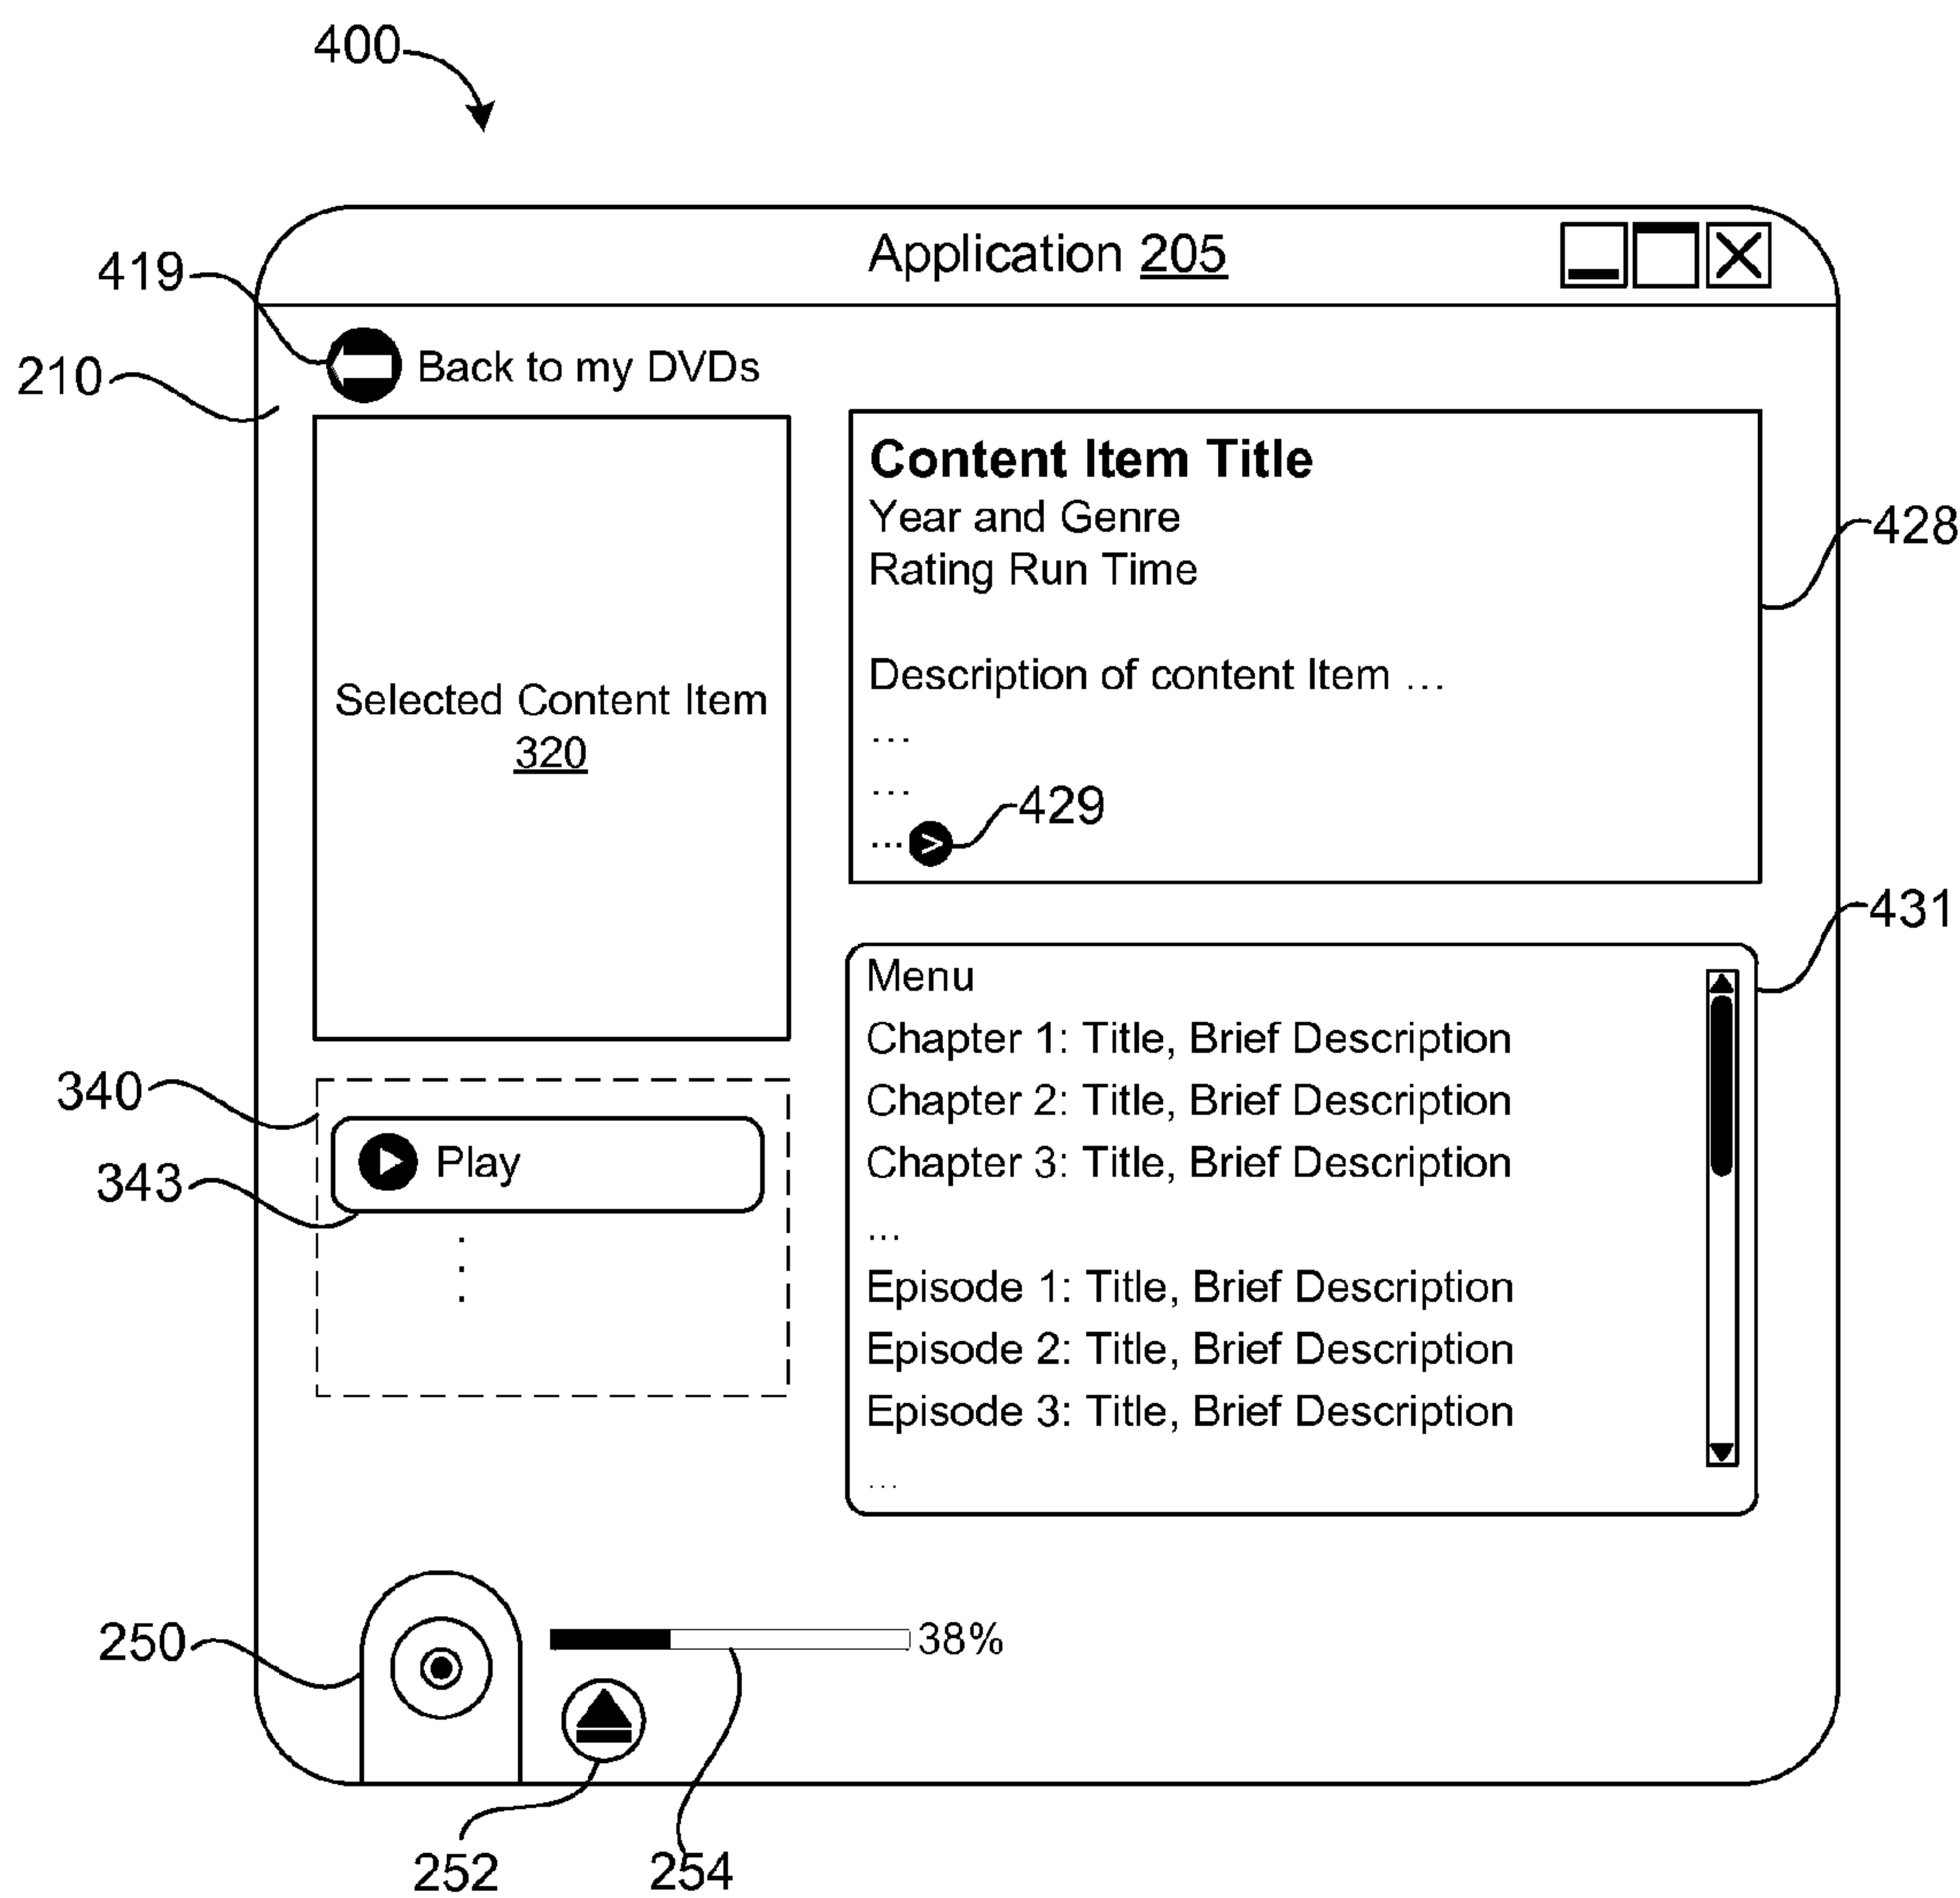 400
Application 205
419
Back to my DVDs
210
Content Item Title
Year and Genre
Rating Run Time
428
Description of content Item ...
...
...
...
>
429
Selected Content Item
320
431
Menu
Chapter 1: Title, Brief Description
Chapter 2: Title, Brief Description
Chapter 3: Title, Brief Description
...
Episode 1: Title, Brief Description
Episode 2: Title, Brief Description
Episode 3: Title, Brief Description
...
340
Play
343
250
38%
252
254